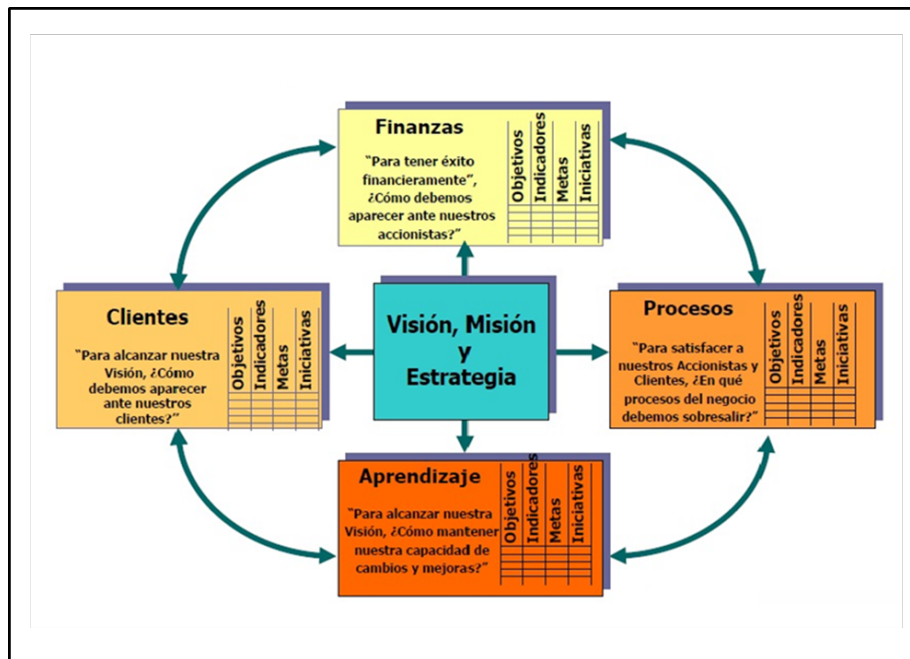 Finanzas
“Para tener éxito
financieramente”,
¿Cómo debemos
aparecer ante nuestros
accionistas?”
Objetivos
Indicadores
Metas
Iniciativas
Clientes
“Para alcanzar nuestra
Visión, ¿Cómo
debemos aparecer
ante nuestros
clientes?”
Objetivos
Indicadores
Metas
Iniciativas
Visión, Misión
y
Estrategia
Procesos
“Para satisfacer a
nuestros Accionistas y
Clientes, ¿En qué
procesos del negocio
debemos sobresalir?”
Objetivos
Indicadores
Metas
Iniciativas
Aprendizaje
“Para alcanzar nuestra
Visión, ¿Cómo mantener
nuestra capacidad de
cambios y mejoras?”
Objetivos
Indicadores
Metas
Iniciativas